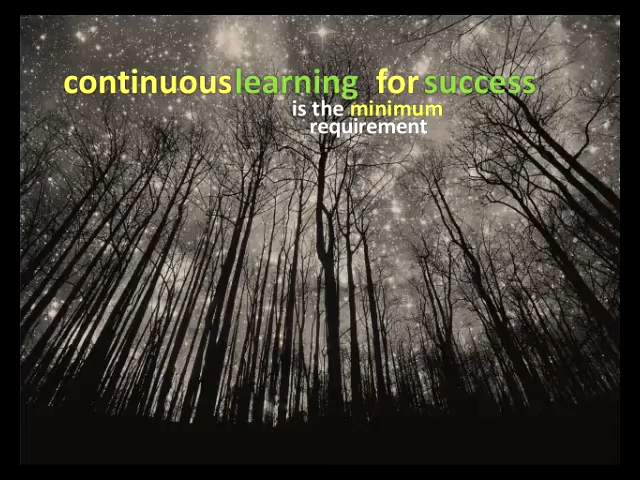 continuous learning for success
is the minimum
requirement